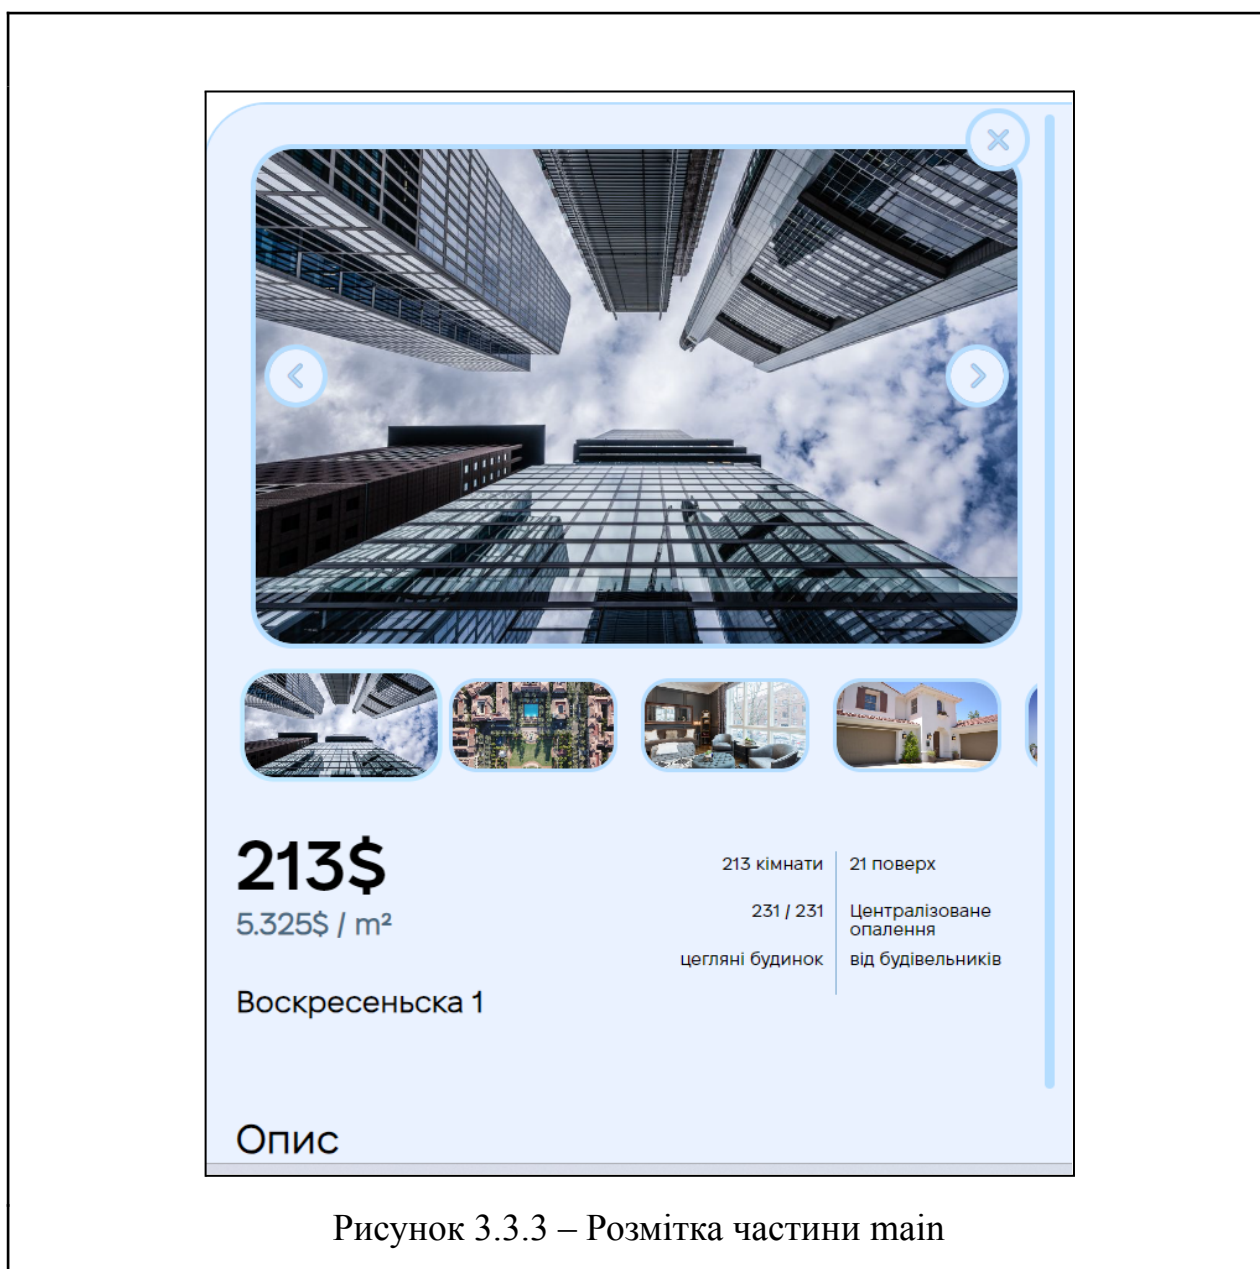 213$
5.325$ / m²
Воскресеньска 1
213 кімнати
21 поверх
231 / 231
Централізоване
опалення
цегляні будинок
від будівельників
Опис
Рисунок 3.3.3 – Розмітка частини main